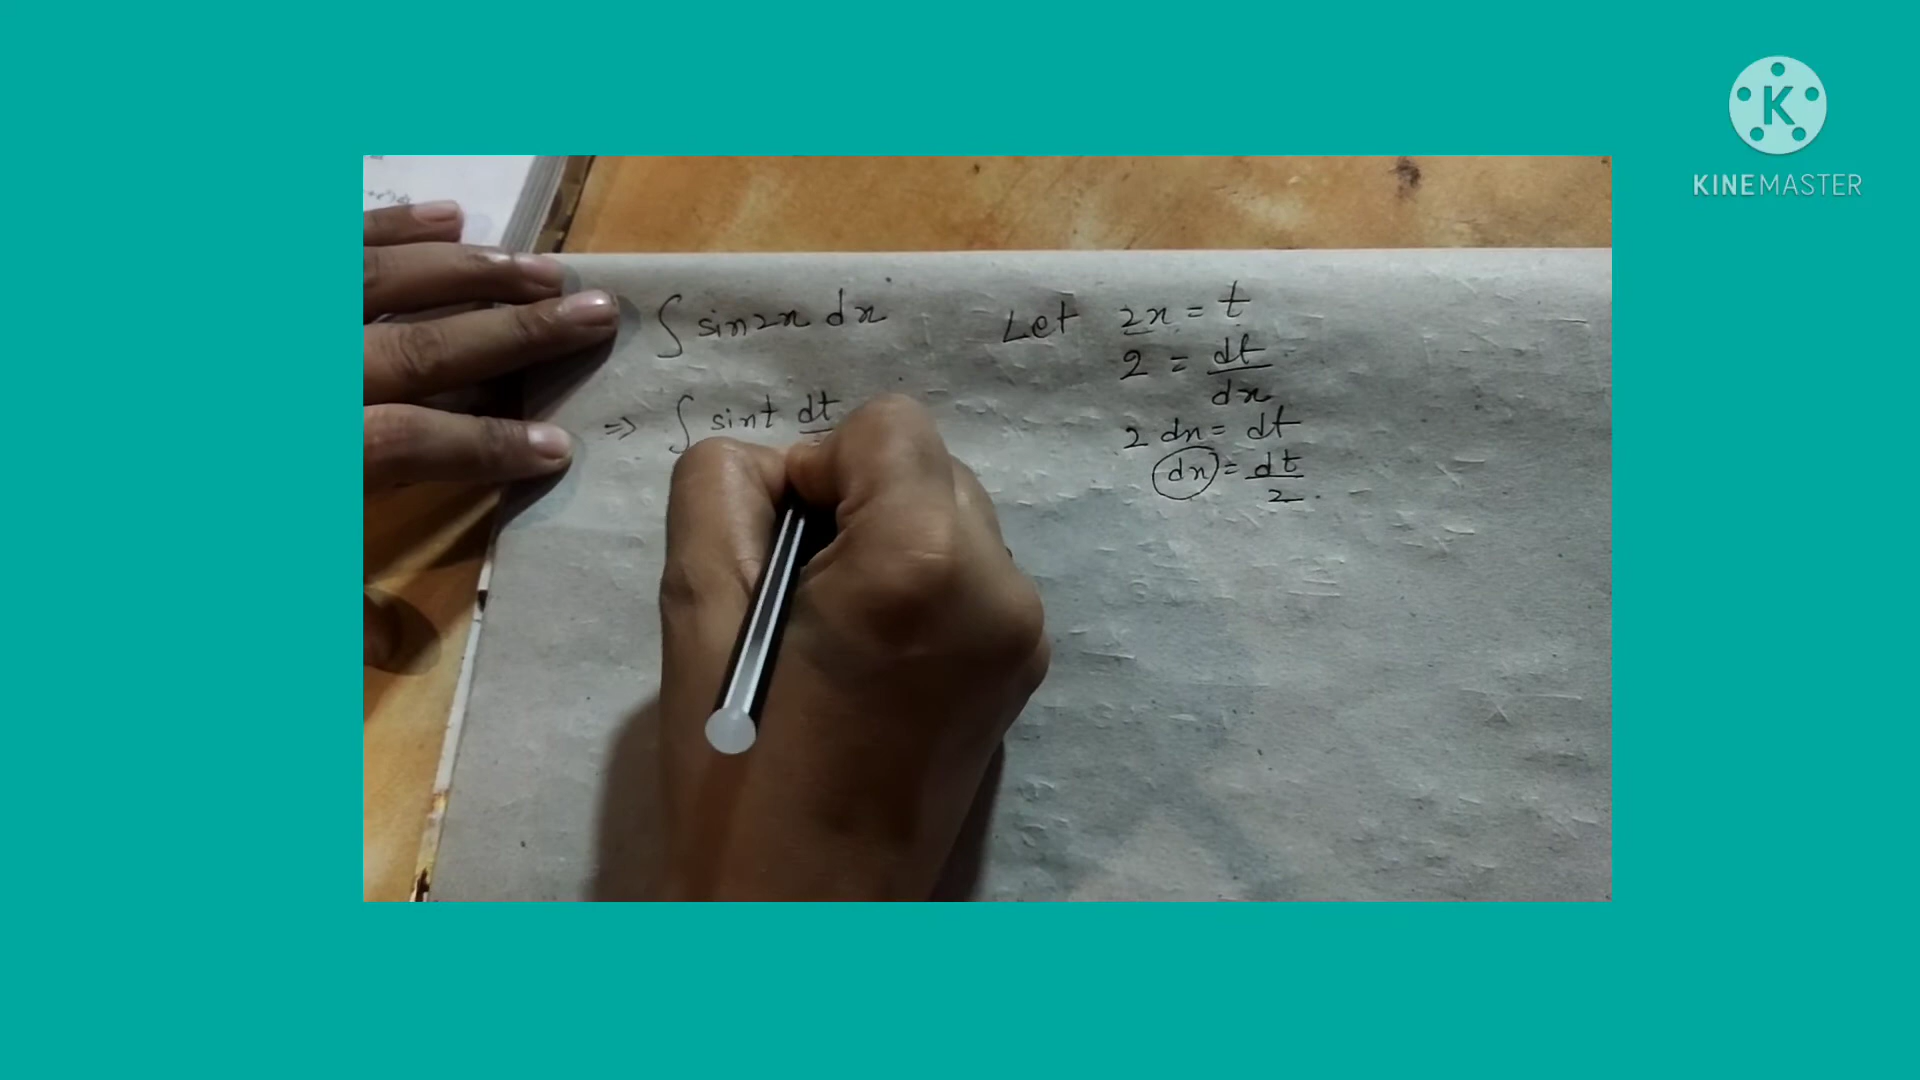 ∫ sin2x dx
Let 2x = t
2 = dt/dx
2 dx = dt
dx = dt/2.
⇒ ∫ sint dt
KINEMASTER